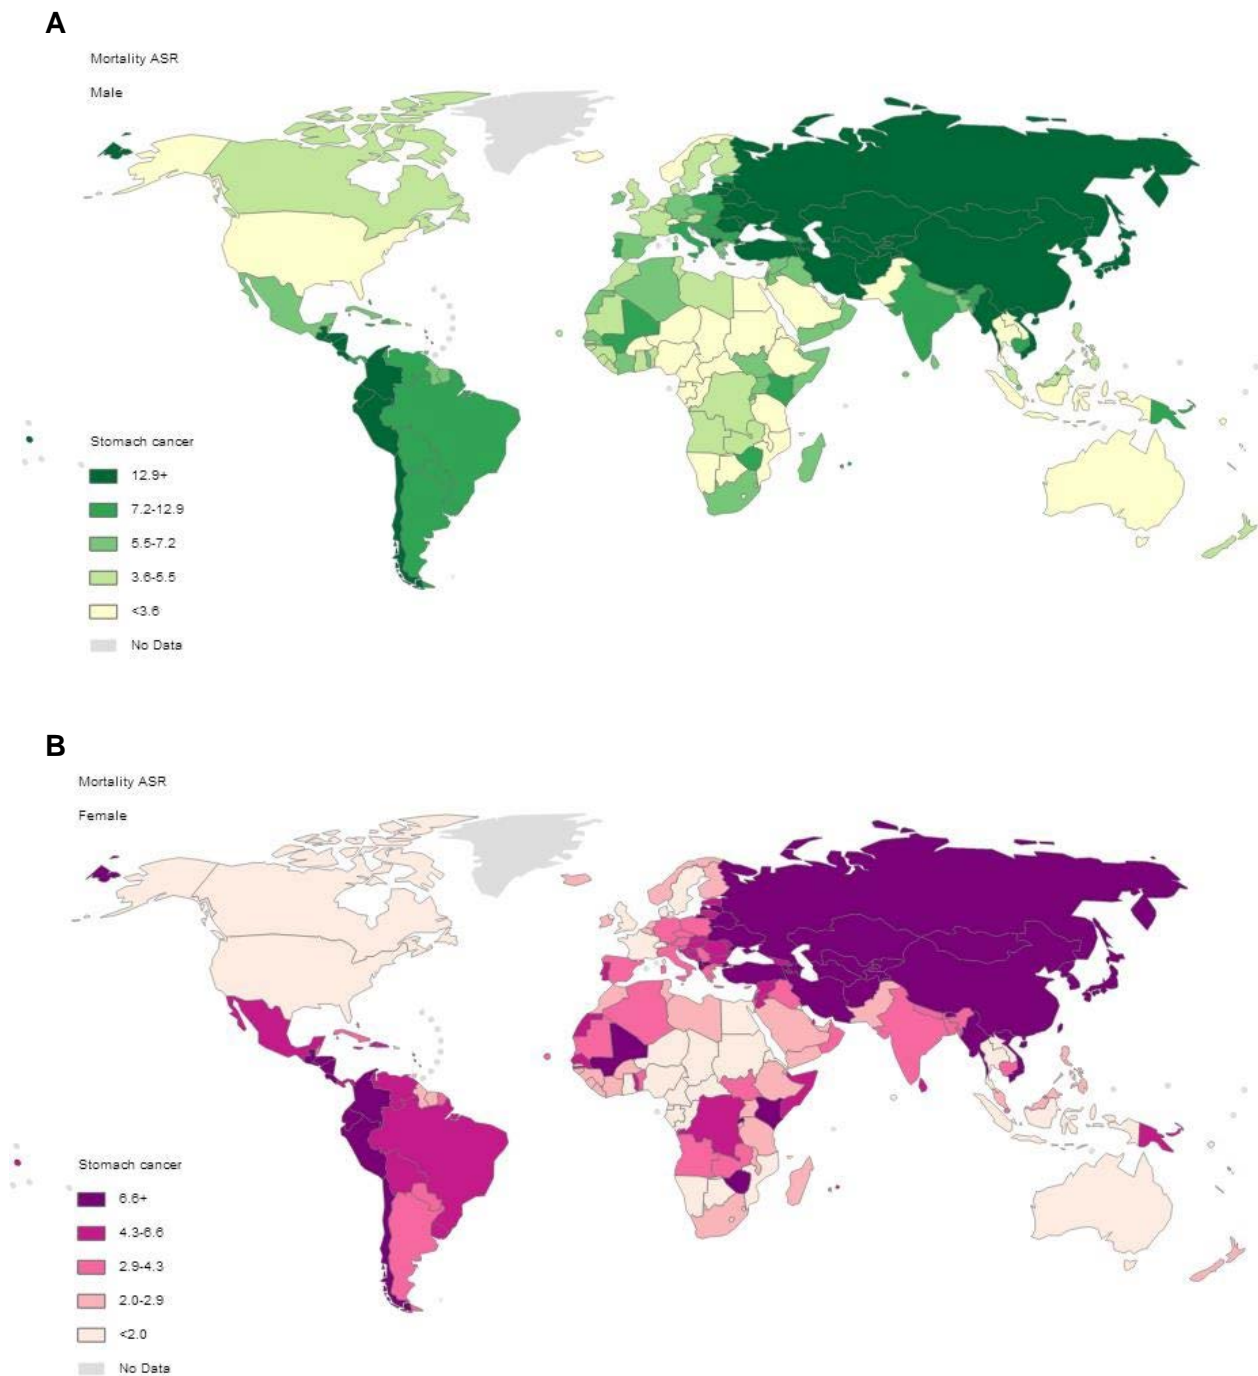 A
Mortality ASR
Male
Stomach cancer
12.9+
7.2-12.9
5.5-7.2
3.6-5.5
<3.6
No Data
B
Mortality ASR
Female
Stomach cancer
6.6+
4.3-6.6
2.9-4.3
2.0-2.9
<2.0
No Data